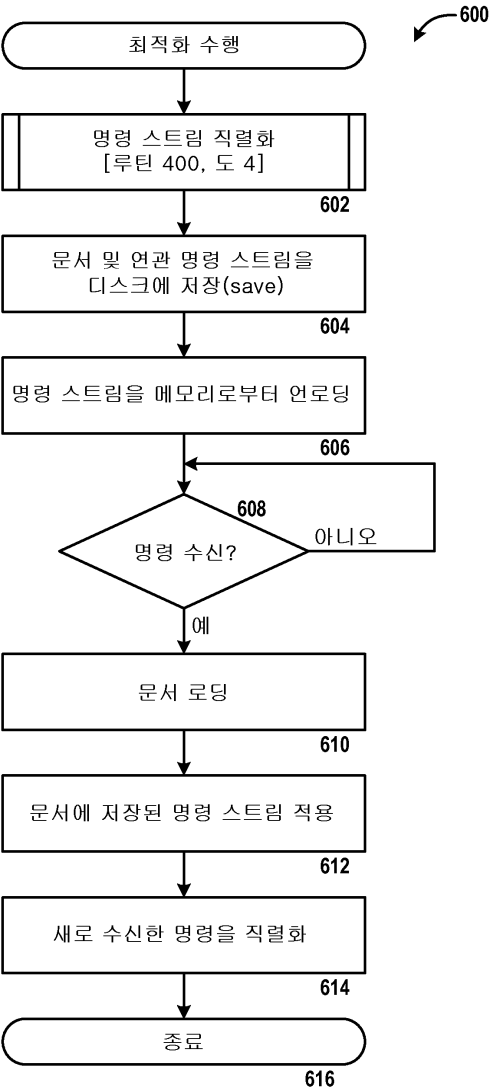 600
최적화 수행
명령 스트림 직렬화
[루틴 400, 도 4]
602
문서 및 연관 명령 스트림을
디스크에 저장(save)
604
명령 스트림을 메모리로부터 언로딩
606
608
명령 수신?
아니오
예
문서 로딩
610
문서에 저장된 명령 스트림 적용
612
새로 수신한 명령을 직렬화
614
종료
616